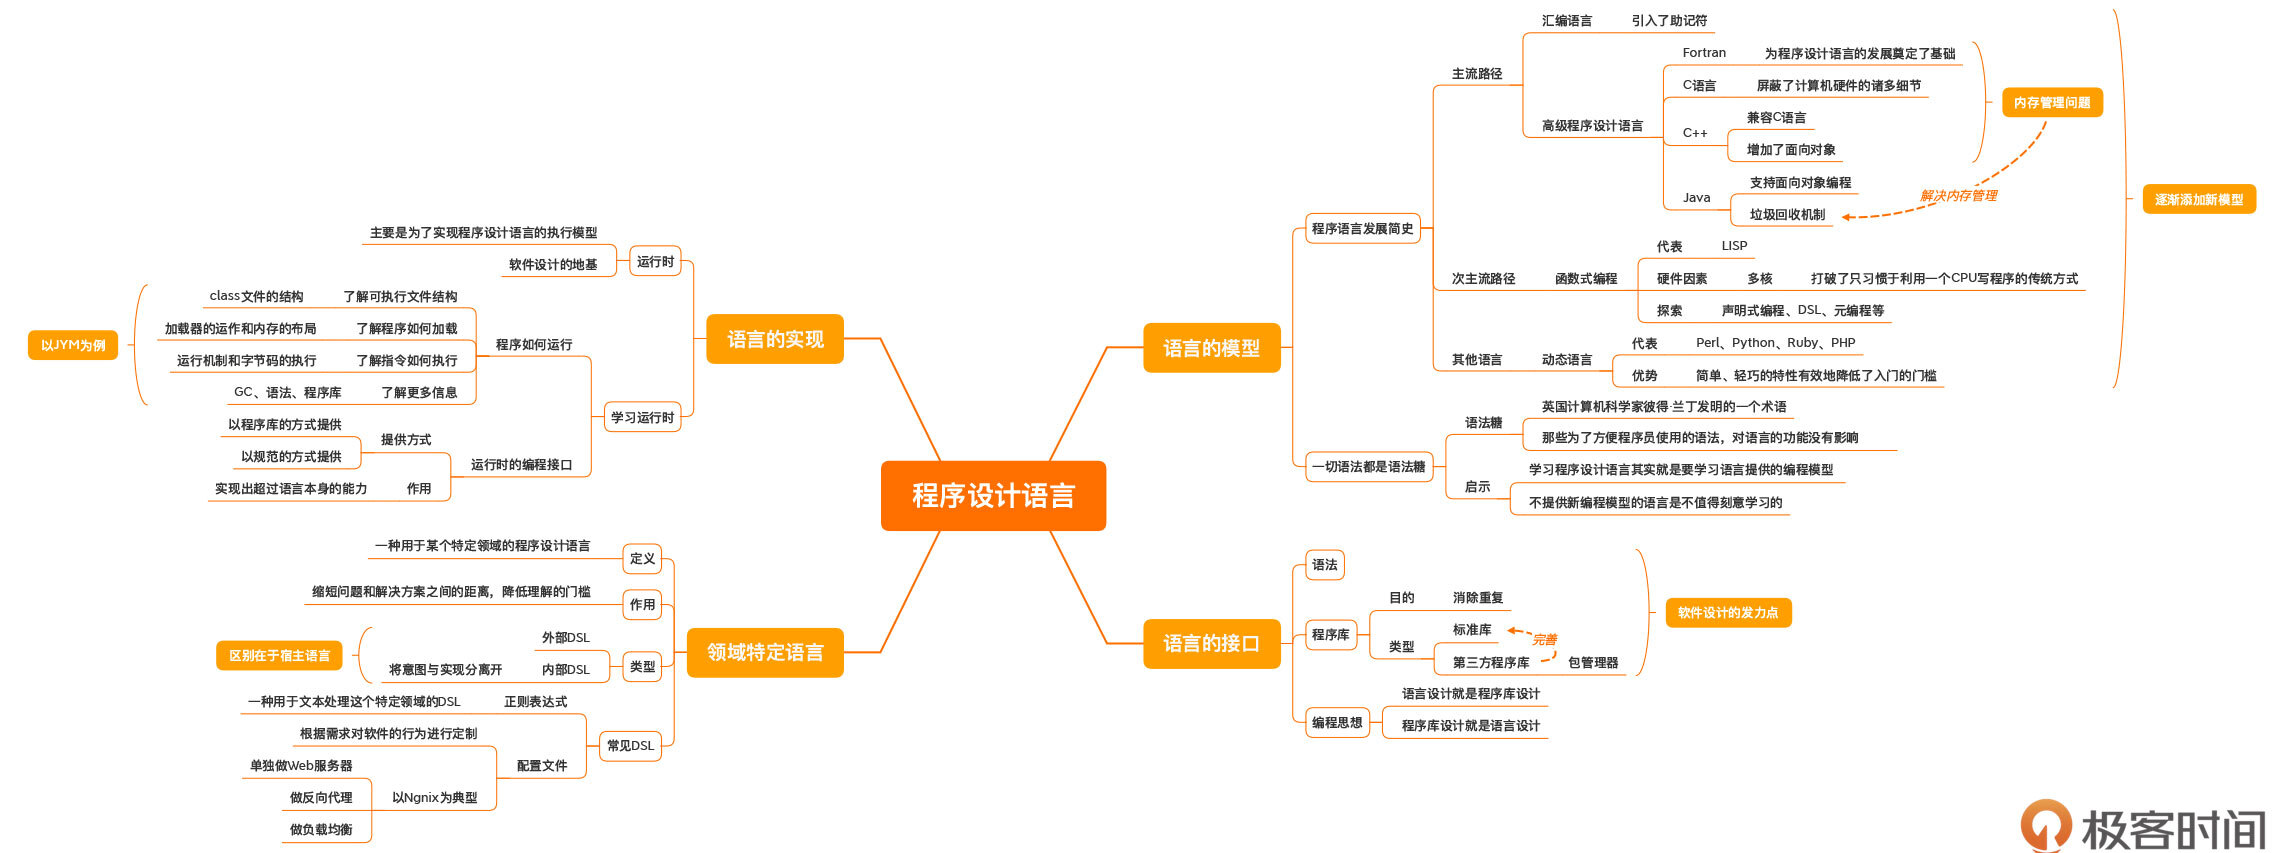 程序设计语言
语言的模型
程序语言发展简史
主流路径
汇编语言
引入了助记符
高级程序设计语言
Fortran
为程序设计语言的发展奠定了基础
C语言
屏蔽了计算机硬件的诸多细节
C++
兼容C语言
增加了面向对象
Java
支持面向对象编程
垃圾回收机制
内存管理问题
解决内存管理
次主流路径
函数式编程
代表
LISP
硬件因素
多核
打破了只习惯于利用一个CPU写程序的传统方式
探索
声明式编程、DSL、元编程等
其他语言
动态语言
代表
Perl、Python、Ruby、PHP
优势
简单、轻巧的特性有效地降低了入门的门槛
逐渐添加新模型
一切语法都是语法糖
语法糖
英国计算机科学家彼得·兰丁发明的一个术语
那些为了方便程序员使用的语法，对语言的功能没有影响
启示
学习程序设计语言其实就是要学习语言提供的编程模型
不提供新编程模型的语言是不值得刻意学习的
语言的接口
语法
程序库
目的
消除重复
类型
标准库
第三方程序库
包管理器
完善
软件设计的发力点
编程思想
语言设计就是程序库设计
程序库设计就是语言设计
语言的实现
运行时
主要是为了实现程序设计语言的执行模型
软件设计的地基
学习运行时
程序如何运行
了解可执行文件结构
class文件的结构
了解程序如何加载
加载器的运作和内存的布局
了解指令如何执行
运行机制和字节码的执行
了解更多信息
GC、语法、程序库
以JYM为例
运行时的编程接口
提供方式
以程序库的方式提供
以规范的方式提供
作用
实现出超过语言本身的能力
领域特定语言
定义
一种用于某个特定领域的程序设计语言
作用
缩短问题和解决方案之间的距离，降低理解的门槛
类型
外部DSL
内部DSL
将意图与实现分离开
区别在于宿主语言
常见DSL
正则表达式
一种用于文本处理这个特定领域的DSL
配置文件
根据需求对软件的行为进行定制
以Ngnix为典型
单独做Web服务器
做反向代理
做负载均衡
极客时间